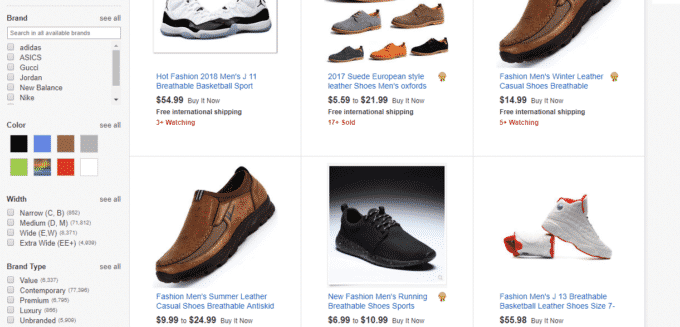 Brand see all
Search in all available brands
adidas
ASICS
Gucci
Jordan
New Balance
Nike
Color see all
Width see all
Narrow (C, B) (882)
Medium (D, M) (71,812)
Wide (E,W) (8,371)
Extra Wide (EE+) (4,939)
Brand Type see all
Value (8,337)
Contemporary (77,396)
Premium (6,795)
Luxury (866)
Unbranded (5,909)
Hot Fashion 2018 Men's J 11
Breathable Basketball Sport
$54.99 Buy It Now
Free international shipping
3+ Watching
2017 Suede European style
leather Shoes Men's oxfords
$5.59 to $21.99 Buy It Now
Free international shipping
17+ Sold
Fashion Men's Winter Leather
Casual Shoes Breathable
$14.99 Buy It Now
Free international shipping
5+ Watching
Fashion Men's Summer Leather
Casual Shoes Breathable Antiskid
$9.99 to $24.99 Buy It Now
New Fashion Men's Running
Breathable Shoes Sports
$6.99 to $10.99 Buy It Now
Fashion Men's J 13 Breathable
Basketball Leather Shoes Size 7-
$55.98 Buy It Now